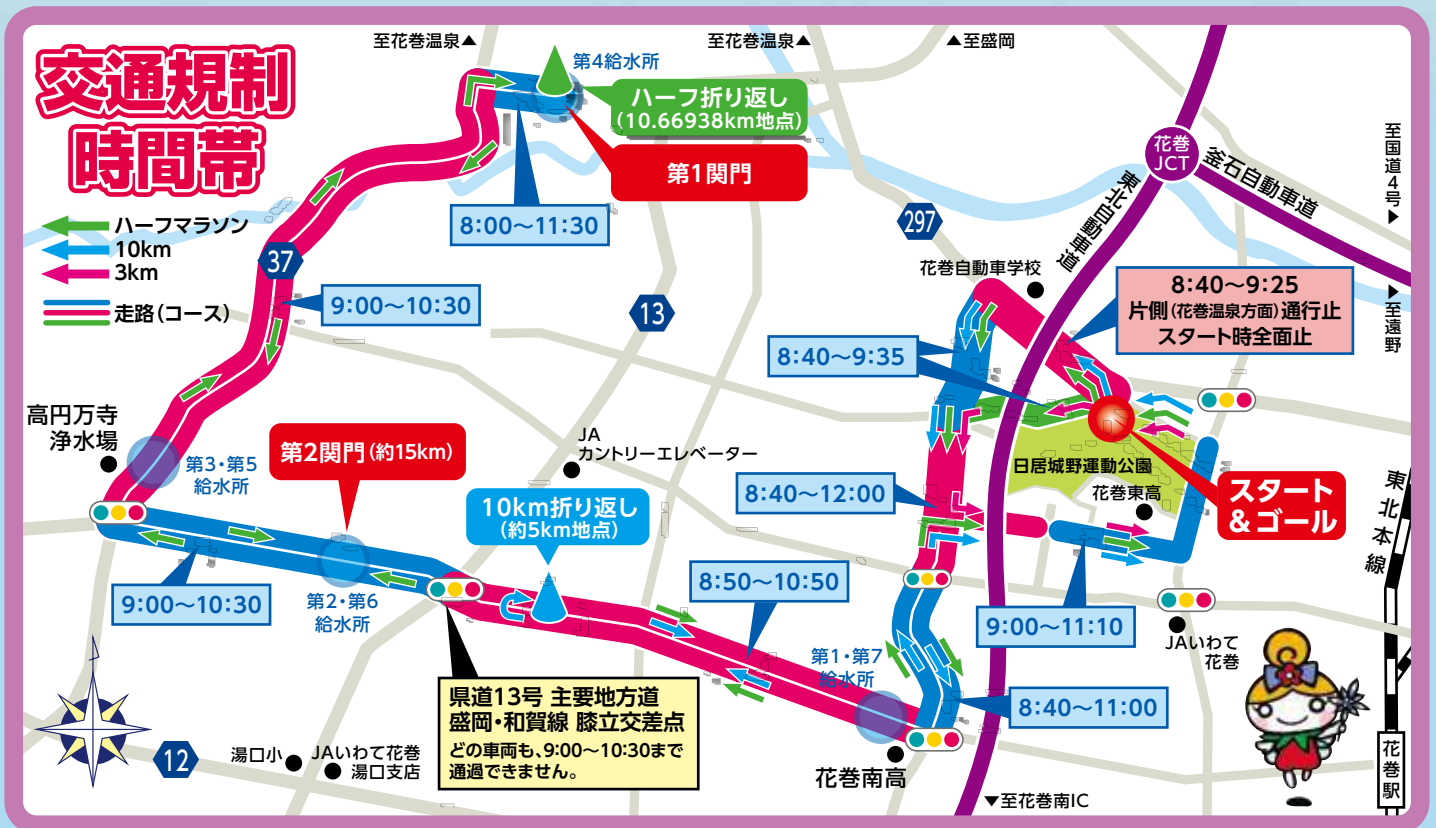 交通規制
時間帯
ハーフマラソン
10km
3km
走路(コース)
至花巻温泉▲
至花巻温泉▲
▲至盛岡
第4給水所
ハーフ折り返し
(10.66938km地点)
第1関門
8:00〜11:30
37
9:00〜10:30
13
297
花巻自動車学校
東北自動車道
花巻
JCT
釜石自動車道
至国道4号▶
◀至遠野
8:40〜9:25
片側(花巻温泉方面)通行止
スタート時全面止
8:40〜9:35
高円万寺
浄水場
第3・第5
給水所
第2関門(約15km)
JA
カントリーエレベーター
10km折り返し
(約5km地点)
8:40〜12:00
日居城野運動公園
花巻東高
スタート
&ゴール
東北本線
9:00〜10:30
第2・第6
給水所
8:50〜10:50
9:00〜11:10
JAいわて
花巻
第1・第7
給水所
8:40〜11:00
県道13号 主要地方道
盛岡・和賀線 膝立交差点
どの車両も、9:00〜10:30まで
通過できません。
12
湯口小
JAいわて花巻
湯口支店
花巻南高
▼至花巻南IC
花巻駅